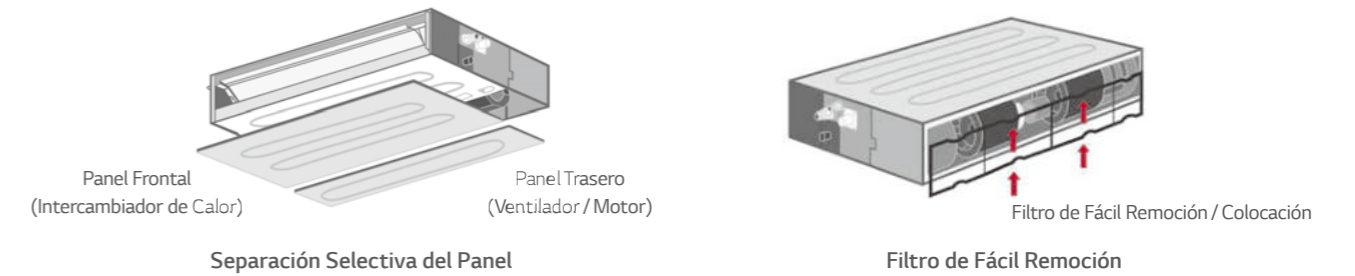 Panel Frontal
(Intercambiador de Calor)
Panel Trasero
(Ventilador / Motor)
Separación Selectiva del Panel
Filtro de Fácil Remoción / Colocación
Filtro de Fácil Remoción